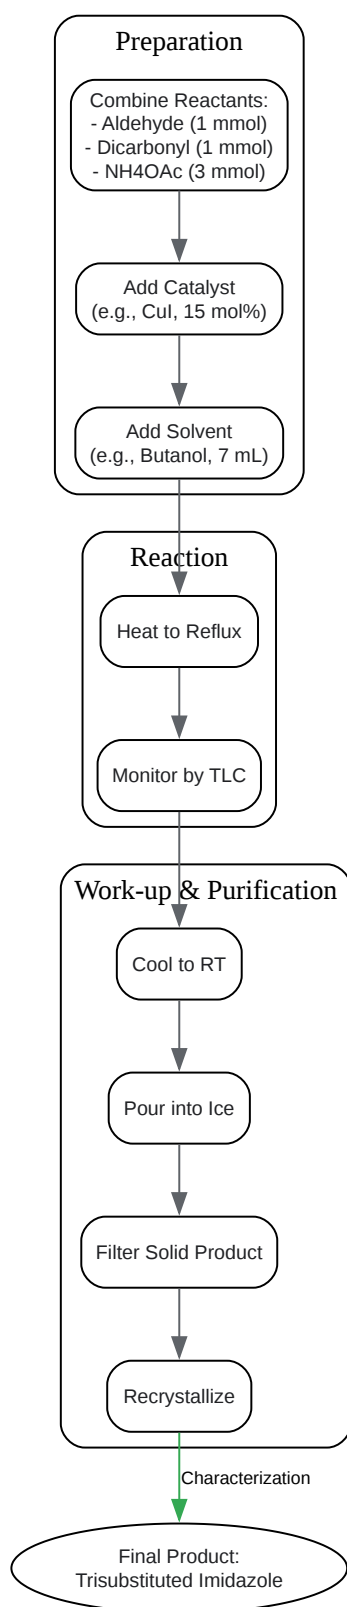 Preparation
Combine Reactants:
- Aldehyde (1 mmol)
- Dicarbonyl (1 mmol)
- NH4OAc (3 mmol)
Add Catalyst
(e.g., CuI, 15 mol%)
Add Solvent
(e.g., Butanol, 7 mL)
Reaction
Heat to Reflux
Monitor by TLC
Work-up & Purification
Cool to RT
Pour into Ice
Filter Solid Product
Recrystallize
Characterization
Final Product:
Trisubstituted Imidazole